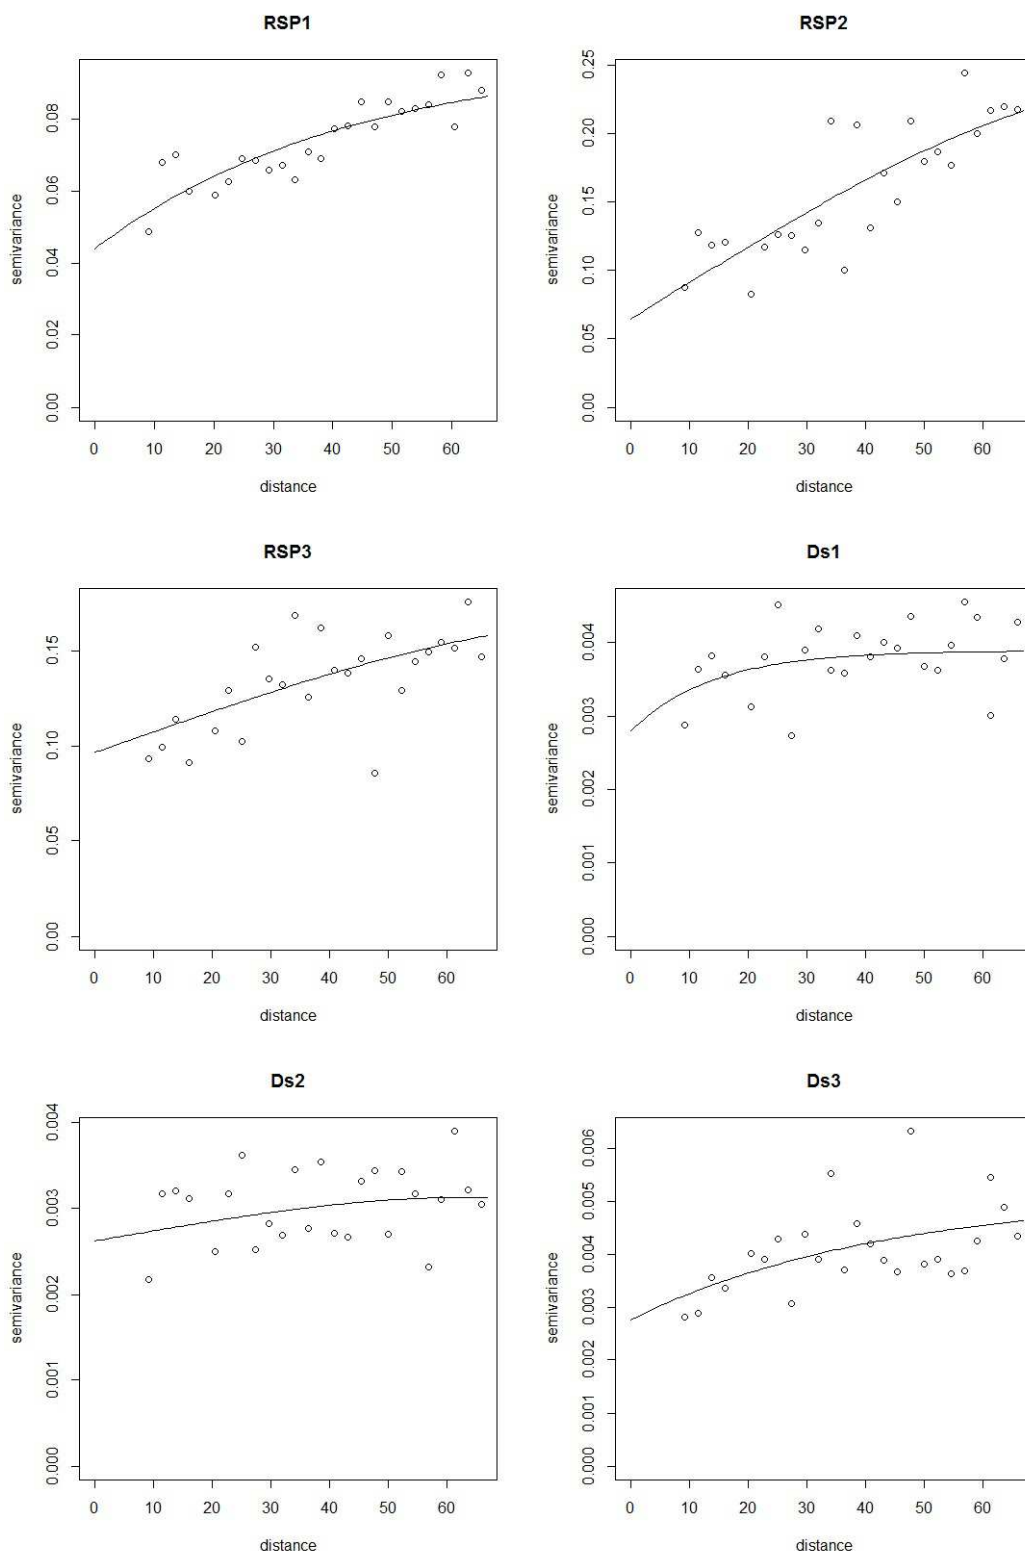 RSP1
semivariance
0.00 0.02 0.04 0.06 0.08
0 10 20 30 40 50 60
distance
RSP2
semivariance
0.00 0.05 0.10 0.15 0.20 0.25
0 10 20 30 40 50 60
distance
RSP3
semivariance
0.00 0.05 0.10 0.15
0 10 20 30 40 50 60
distance
Ds1
semivariance
0.000 0.001 0.002 0.003 0.004
0 10 20 30 40 50 60
distance
Ds2
semivariance
0.000 0.001 0.002 0.003 0.004
0 10 20 30 40 50 60
distance
Ds3
semivariance
0.000 0.001 0.002 0.003 0.004 0.005 0.006
0 10 20 30 40 50 60
distance